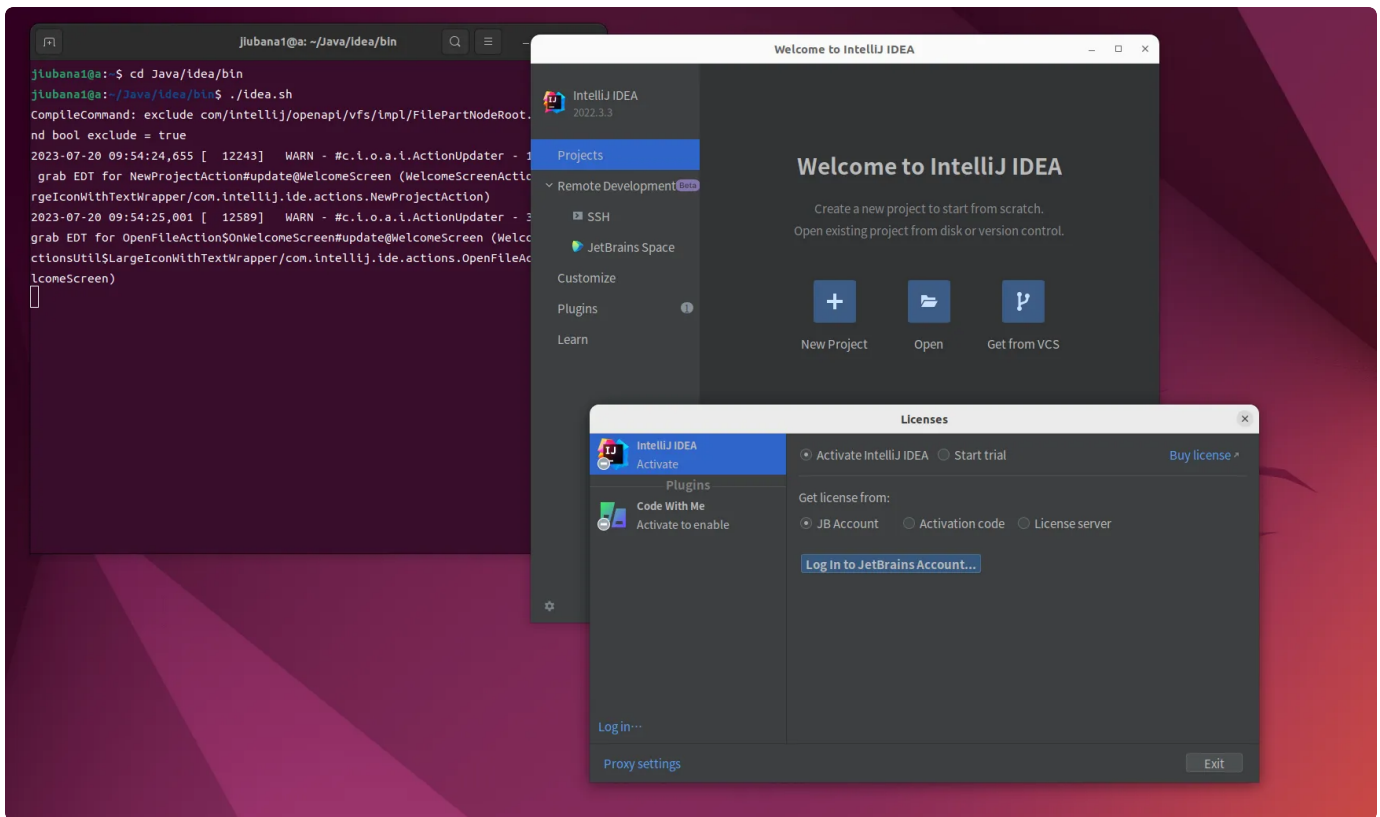 jiubana1@a: ~/Java/idea/bin
jiubana1@a:~$ cd Java/idea/bin
jiubana1@a:~/Java/idea/bin$ ./idea.sh
CompileCommand: exclude com/intellij/openapi/vfs/impl/FilePartNodeRoot.
nd bool exclude = true
2023-07-20 09:54:24,655 [  12243]   WARN - #c.i.o.a.i.ActionUpdater - 1
 grab EDT for NewProjectAction#update@WelcomeScreen (WelcomeScreenActio
rgeIconWithTextWrapper/com.intellij.ide.actions.NewProjectAction)
2023-07-20 09:54:25,001 [  12589]   WARN - #c.i.o.a.i.ActionUpdater - 3
grab EDT for OpenFileAction$OnWelcomeScreen#update@WelcomeScreen (Welco
ctionsUtil$LargeIconWithTextWrapper/com.intellij.ide.actions.OpenFileAc
lcomeScreen)
Welcome to IntelliJ IDEA
IntelliJ IDEA
2022.3.3
Projects
Remote Development Beta
SSH
JetBrains Space
Customize
Plugins 1
Learn
Welcome to IntelliJ IDEA
Create a new project to start from scratch.
Open existing project from disk or version control.
New Project Open Get from VCS
Licenses
IntelliJ IDEA
Activate
Plugins
Code With Me
Activate to enable
Log in...
Activate IntelliJ IDEA Start trial Buy license
Get license from:
JB Account Activation code License server
Log In to JetBrains Account...
Proxy settings Exit